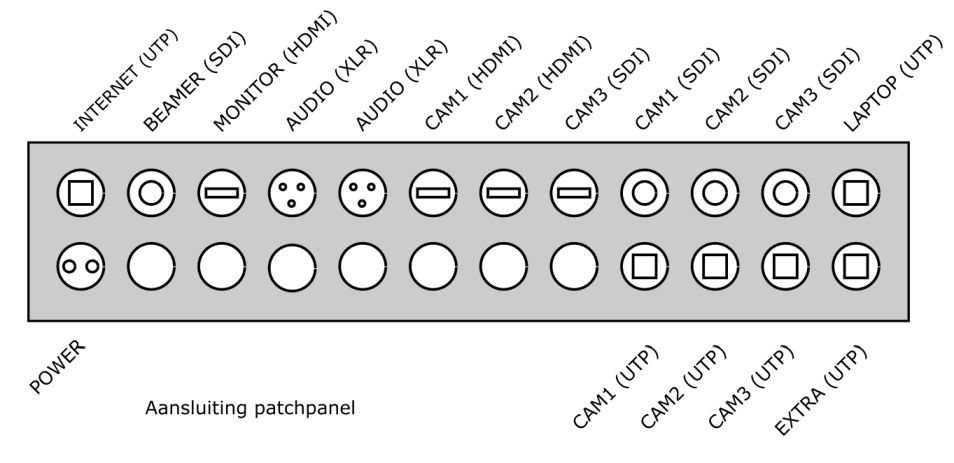 INTERNET (UTP)
BEAMER (SDI)
MONITOR (HDMI)
AUDIO (XLR)
AUDIO (XLR)
CAM1 (HDMI)
CAM2 (HDMI)
CAM3 (SDI)
CAM1 (SDI)
CAM2 (SDI)
CAM3 (SDI)
LAPTOP (UTP)
POWER
CAM1 (UTP)
CAM2 (UTP)
CAM3 (UTP)
EXTRA (UTP)
Aansluiting patchpanel